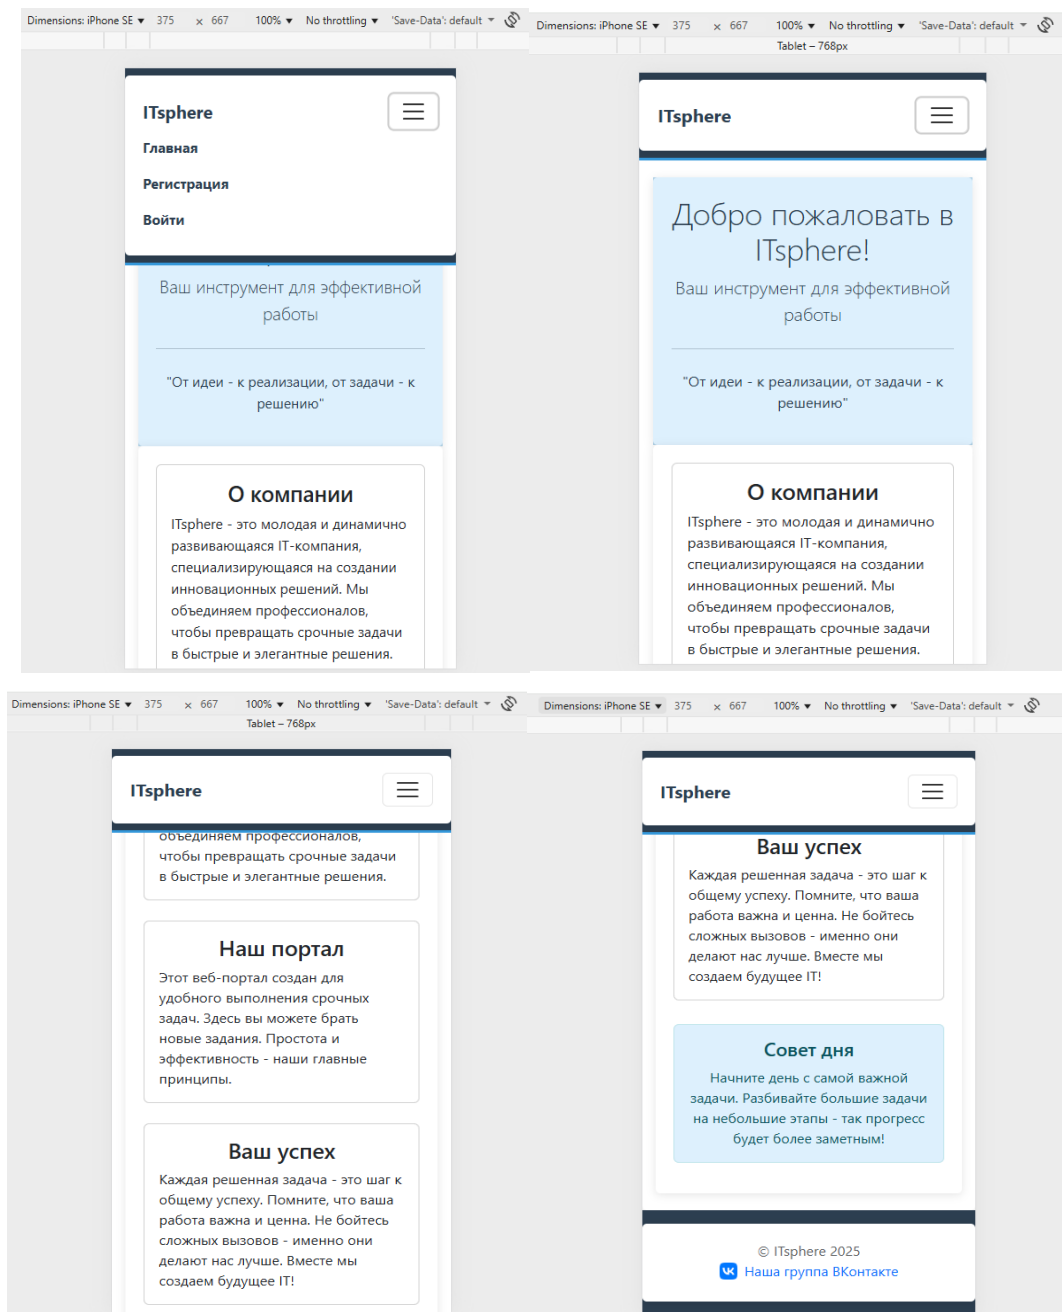 Dimensions: iPhone SE ▼ 375 × 667 100% ▼ No throttling ▼ 'Save-Data': default ▼
ITsphere
Главная
Регистрация
Войти
Ваш инструмент для эффективной
работы
"От идеи - к реализации, от задачи - к
решению"
О компании
ITsphere - это молодая и динамично
развивающаяся IT-компания,
специализирующаяся на создании
инновационных решений. Мы
объединяем профессионалов,
чтобы превращать срочные задачи
в быстрые и элегантные решения.
Dimensions: iPhone SE ▼ 375 × 667 100% ▼ No throttling ▼ 'Save-Data': default ▼
Tablet – 768px
ITsphere
Добро пожаловать в
ITsphere!
Ваш инструмент для эффективной
работы
"От идеи - к реализации, от задачи - к
решению"
О компании
ITsphere - это молодая и динамично
развивающаяся IT-компания,
специализирующаяся на создании
инновационных решений. Мы
объединяем профессионалов,
чтобы превращать срочные задачи
в быстрые и элегантные решения.
Dimensions: iPhone SE ▼ 375 × 667 100% ▼ No throttling ▼ 'Save-Data': default ▼
Tablet – 768px
ITsphere
объединяем профессионалов,
чтобы превращать срочные задачи
в быстрые и элегантные решения.
Наш портал
Этот веб-портал создан для
удобного выполнения срочных
задач. Здесь вы можете брать
новые задания. Простота и
эффективность - наши главные
принципы.
Ваш успех
Каждая решенная задача - это шаг к
общему успеху. Помните, что ваша
работа важна и ценна. Не бойтесь
сложных вызовов - именно они
делают нас лучше. Вместе мы
создаем будущее IT!
Dimensions: iPhone SE ▼ 375 × 667 100% ▼ No throttling ▼ 'Save-Data': default ▼
ITsphere
Ваш успех
Каждая решенная задача - это шаг к
общему успеху. Помните, что ваша
работа важна и ценна. Не бойтесь
сложных вызовов - именно они
делают нас лучше. Вместе мы
создаем будущее IT!
Совет дня
Начните день с самой важной
задачи. Разбивайте большие задачи
на небольшие этапы - так прогресс
будет более заметным!
© ITsphere 2025
Наша группа ВКонтакте